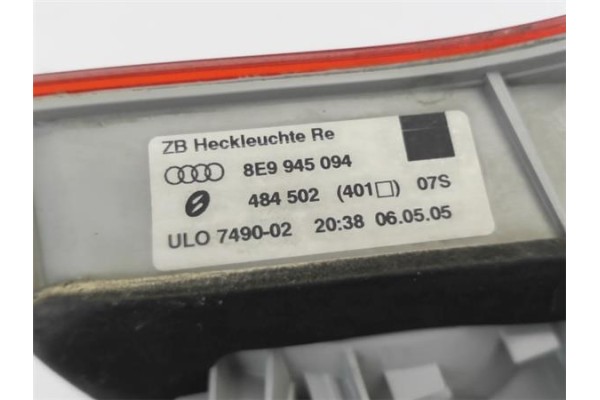 ZB Heckleuchte Re
8E9 945 094
484 502 (401□) 07S
ULO 7490-02 20:38 06.05.05